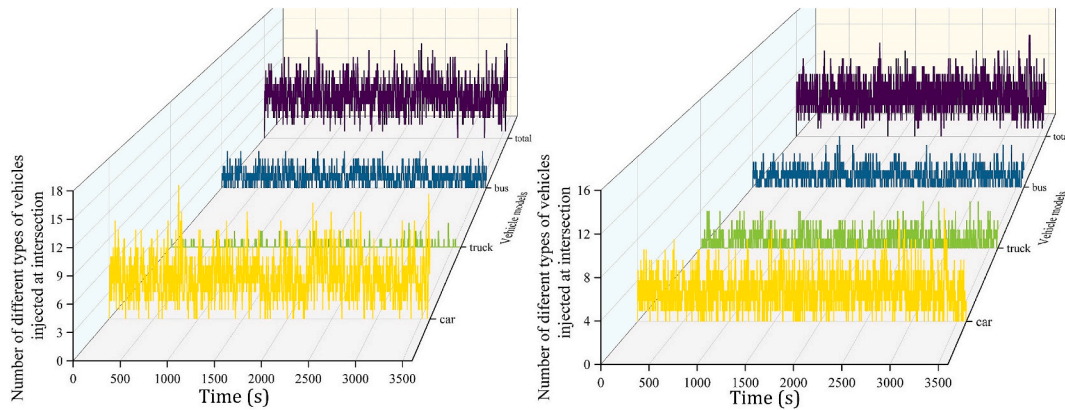 Number of different types of vehicles
injected at intersection
18
15
12
9
6
3
0
0
500
1000
1500
2000
2500
3000
3500
Time (s)
car
truck
bus
total
Vehicle models
Number of different types of vehicles
injected at intersection
16
12
8
4
0
0
500
1000
1500
2000
2500
3000
3500
Time (s)
car
truck
bus
total
Vehicle models